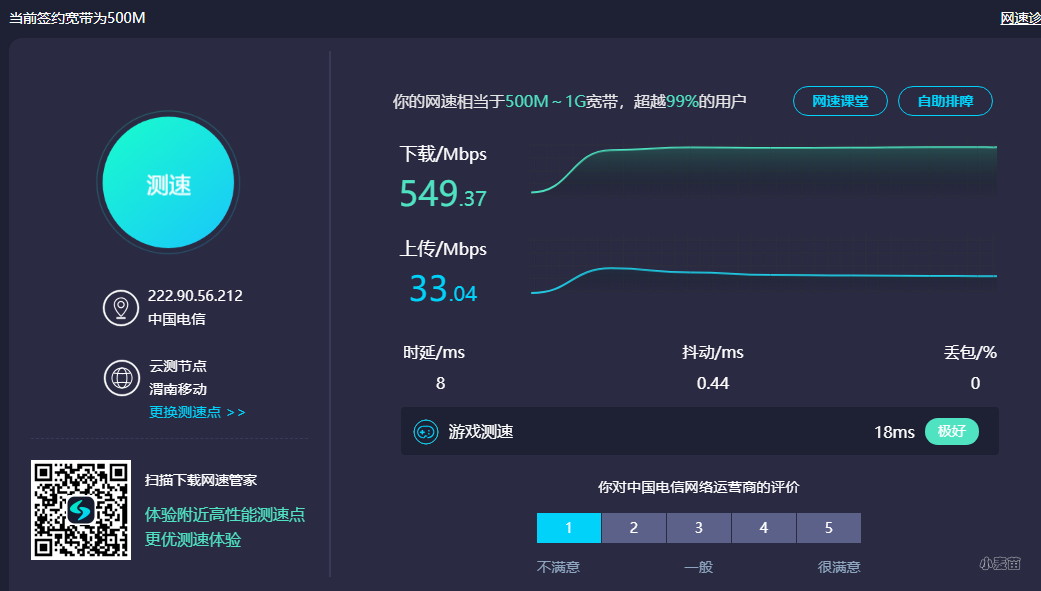 当前签约宽带为500M
网速诊
测速
222.90.56.212
中国电信
云测节点
渭南移动
更换测速点 >>
扫描下载网速管家
体验附近高性能测速点
更优测速体验
你的网速相当于500M~1G宽带，超越99%的用户
网速课堂 自助排障
下载/Mbps
549.37
上传/Mbps
33.04
时延/ms 抖动/ms 丢包/%
8 0.44 0
游戏测速 18ms 极好
你对中国电信网络运营商的评价
1 2 3 4 5
不满意 一般 很满意